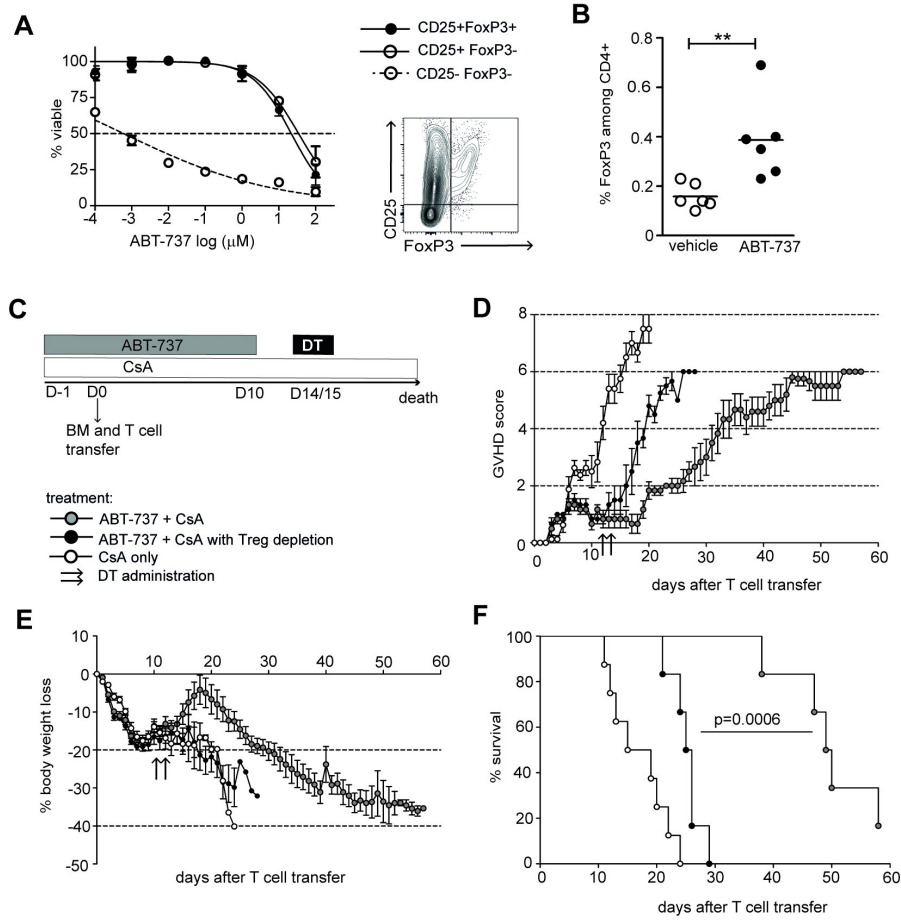 A
CD25+FoxP3+
CD25+ FoxP3-
CD25- FoxP3-
% viable
100
75
50
25
0
-4 -3 -2 -1 0 1 2
ABT-737 log (µM)
CD25
FoxP3
B
**
% FoxP3 among CD4+
0.8
0.6
0.4
0.2
0.0
vehicle ABT-737
C
ABT-737
DT
CsA
D-1 D0 D10 D14/15 death
BM and T cell
transfer
treatment:
ABT-737 + CsA
ABT-737 + CsA with Treg depletion
CsA only
DT administration
D
GVHD score
8
6
4
2
0
0 10 20 30 40 50 60
days after T cell transfer
E
% body weight loss
10
0
-10
-20
-30
-40
-50
10 20 30 40 50 60
days after T cell transfer
F
% survival
100
80
60
40
20
0
p=0.0006
0 10 20 30 40 50 60
days after T cell transfer